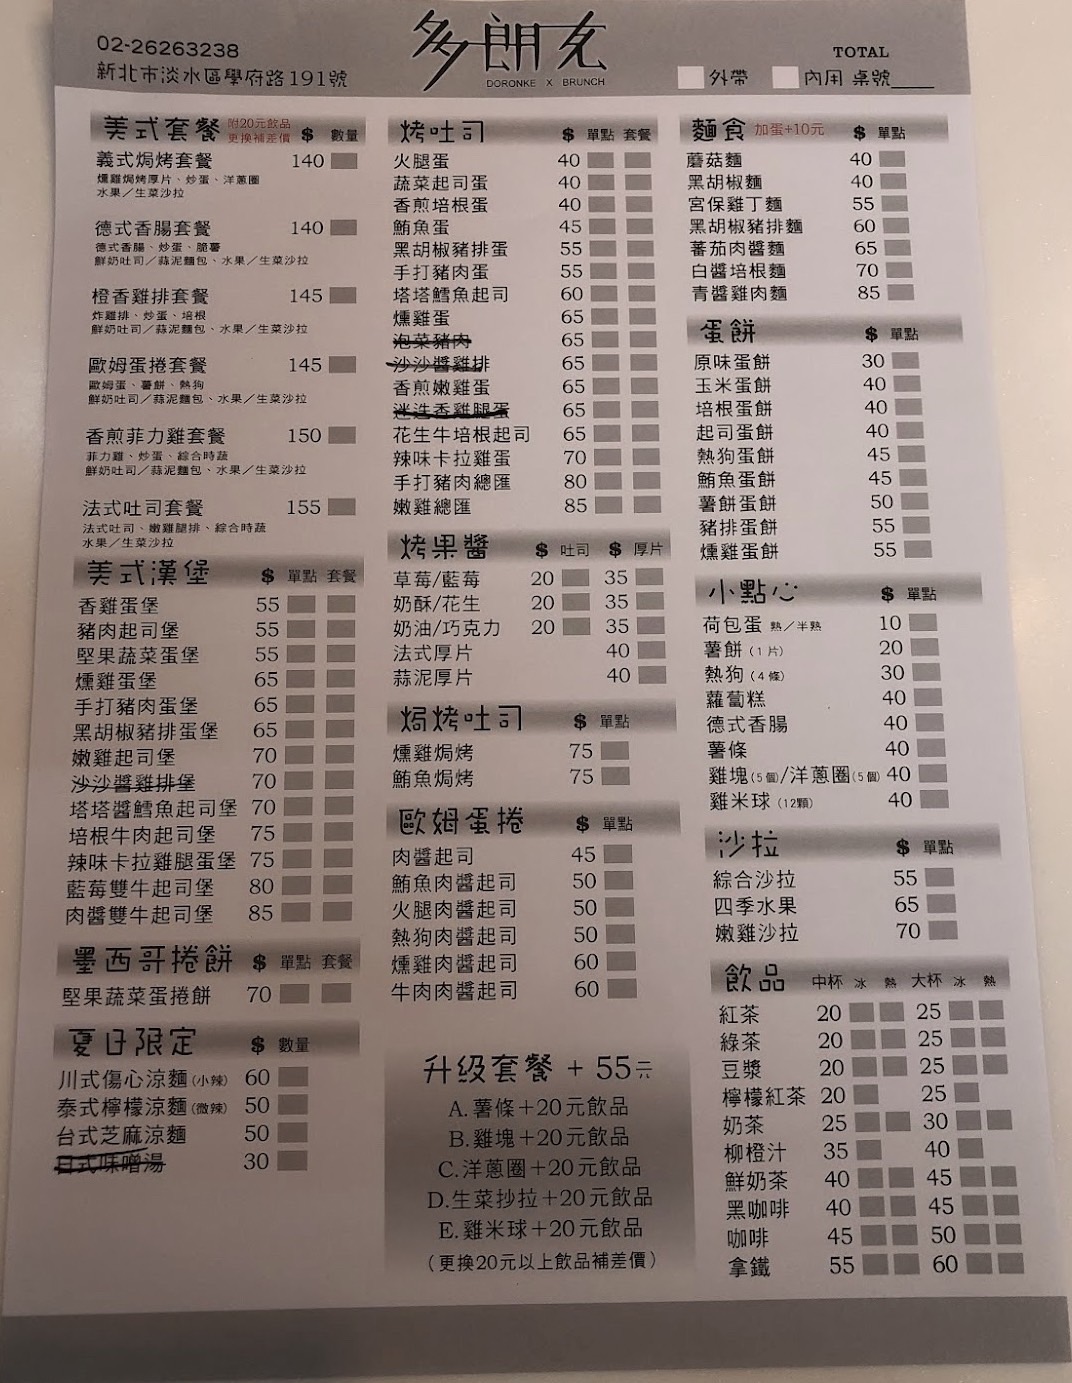 02-26263238
新北市淡水區學府路191號
多朗克
DORONKE X BRUNCH
TOTAL
外帶 內用 桌號____
美式套餐 附20元飲品 更換補差價 $ 數量
義式焗烤套餐 140
燻雞焗烤厚片、炒蛋、洋蔥圈
水果／生菜沙拉
德式香腸套餐 140
德式香腸、炒蛋、脆薯
鮮奶吐司／蒜泥麵包、水果／生菜沙拉
橙香雞排套餐 145
炸雞排、炒蛋、培根
鮮奶吐司／蒜泥麵包、水果／生菜沙拉
歐姆蛋捲套餐 145
歐姆蛋、薯餅、熱狗
鮮奶吐司／蒜泥麵包、水果／生菜沙拉
香煎菲力雞套餐 150
菲力雞、炒蛋、綜合時蔬
鮮奶吐司／蒜泥麵包、水果／生菜沙拉
法式吐司套餐 155
法式吐司、嫩雞腿排、綜合時蔬
水果／生菜沙拉
美式漢堡 $ 單點 套餐
香雞蛋堡 55
豬肉起司堡 55
堅果蔬菜蛋堡 55
燻雞蛋堡 65
手打豬肉蛋堡 65
黑胡椒豬排蛋堡 65
嫩雞起司堡 70
沙沙醬雞排堡 70
塔塔醬鱈魚起司堡 70
培根牛肉起司堡 75
辣味卡拉雞腿蛋堡 75
藍莓雙牛起司堡 80
肉醬雙牛起司堡 85
墨西哥捲餅 $ 單點 套餐
堅果蔬菜蛋捲餅 70
夏日限定 $ 數量
川式傷心涼麵(小辣) 60
泰式檸檬涼麵(微辣) 50
台式芝麻涼麵 50
日式味噌湯 30
烤吐司 $ 單點 套餐
火腿蛋 40
蔬菜起司蛋 40
香煎培根蛋 40
鮪魚蛋 45
黑胡椒豬排蛋 55
手打豬肉蛋 55
塔塔鱈魚起司 60
燻雞蛋 65
泡菜豬肉 65
沙沙醬雞排 65
香煎嫩雞蛋 65
迷迭香雞腿蛋 65
花生牛培根起司 65
辣味卡拉雞蛋 70
手打豬肉總匯 80
嫩雞總匯 85
烤果醬 $ 吐司 $ 厚片
草莓/藍莓 20 35
奶酥/花生 20 35
奶油/巧克力 20 35
法式厚片 40
蒜泥厚片 40
焗烤吐司 $ 單點
燻雞焗烤 75
鮪魚焗烤 75
歐姆蛋捲 $ 單點
肉醬起司 45
鮪魚肉醬起司 50
火腿肉醬起司 50
熱狗肉醬起司 50
燻雞肉醬起司 60
牛肉肉醬起司 60
升级套餐 + 55元
A.薯條+20元飲品
B.雞塊+20元飲品
C.洋蔥圈+20元飲品
D.生菜抄拉+20元飲品
E.雞米球+20元飲品
(更換20元以上飲品補差價)
麵食 加蛋+10元 $ 單點
蘑菇麵 40
黑胡椒麵 40
宮保雞丁麵 55
黑胡椒豬排麵 60
蕃茄肉醬麵 65
白醬培根麵 70
青醬雞肉麵 85
蛋餅 $ 單點
原味蛋餅 30
玉米蛋餅 40
培根蛋餅 40
起司蛋餅 40
熱狗蛋餅 45
鮪魚蛋餅 45
薯餅蛋餅 50
豬排蛋餅 55
燻雞蛋餅 55
小點心 $ 單點
荷包蛋 熟／半熟 10
薯餅(1片) 20
熱狗(4條) 30
蘿蔔糕 40
德式香腸 40
薯條 40
雞塊(5個)/洋蔥圈(5個) 40
雞米球(12顆) 40
沙拉 $ 單點
綜合沙拉 55
四季水果 65
嫩雞沙拉 70
飲品 中杯 冰 熱 大杯 冰 熱
紅茶 20 25
綠茶 20 25
豆漿 20 25
檸檬紅茶 20 25
奶茶 25 30
柳橙汁 35 40
鮮奶茶 40 45
黑咖啡 40 45
咖啡 45 50
拿鐵 55 60